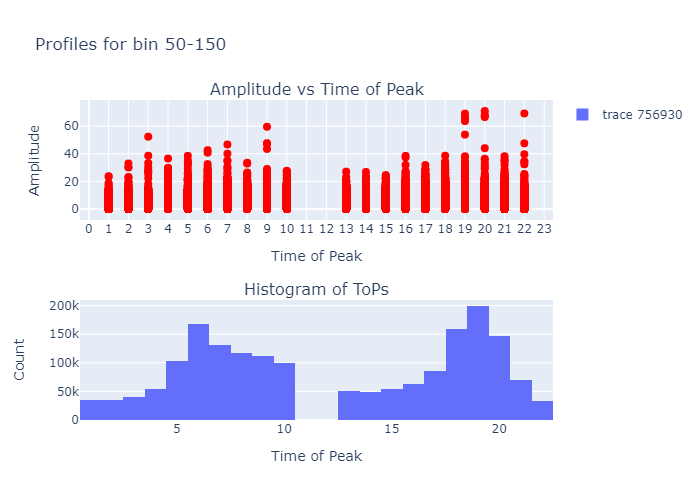 Profiles for bin 50-150
Amplitude vs Time of Peak
trace 756930
Amplitude
60
40
20
0
0 1 2 3 4 5 6 7 8 9 10 11 12 13 14 15 16 17 18 19 20 21 22 23
Time of Peak
Histogram of ToPs
Count
200k
150k
100k
50k
0
5 10 15 20
Time of Peak